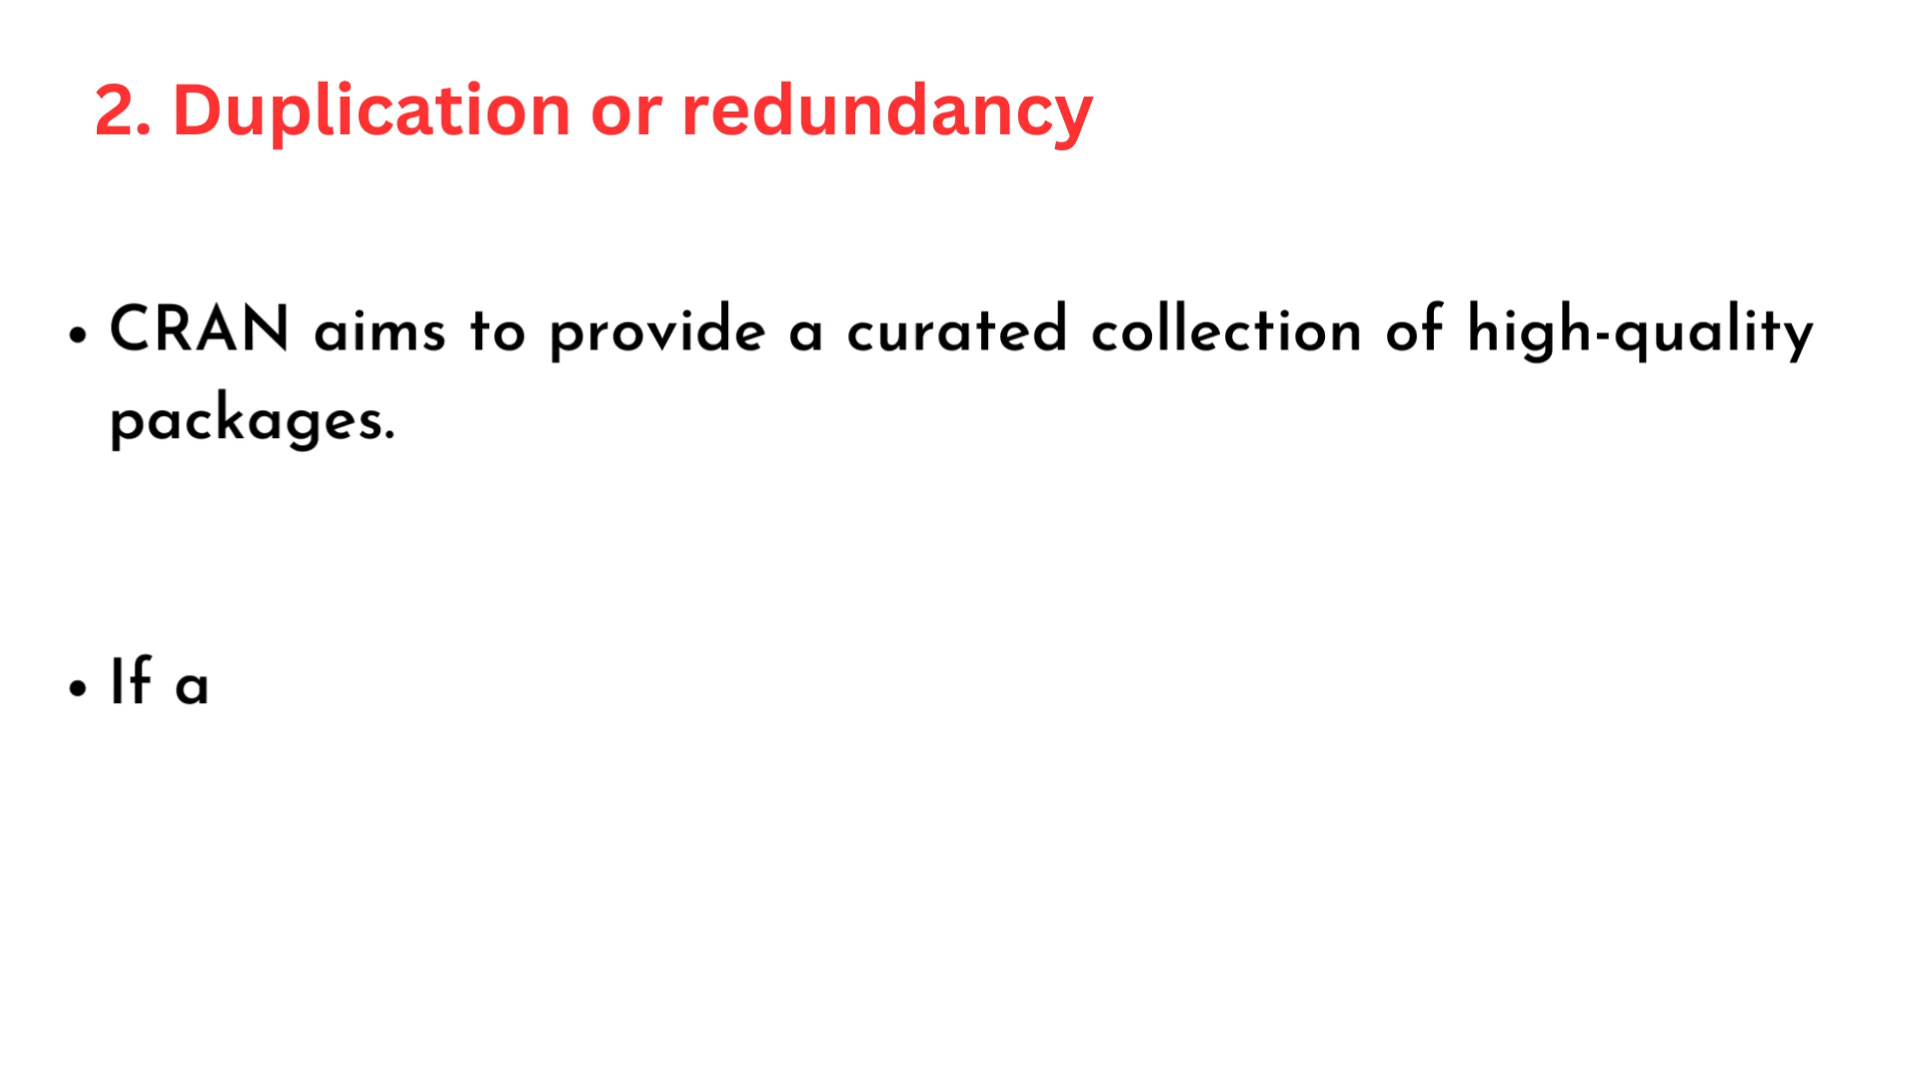 2. Duplication or redundancy
• CRAN aims to provide a curated collection of high-quality
packages.
• If a